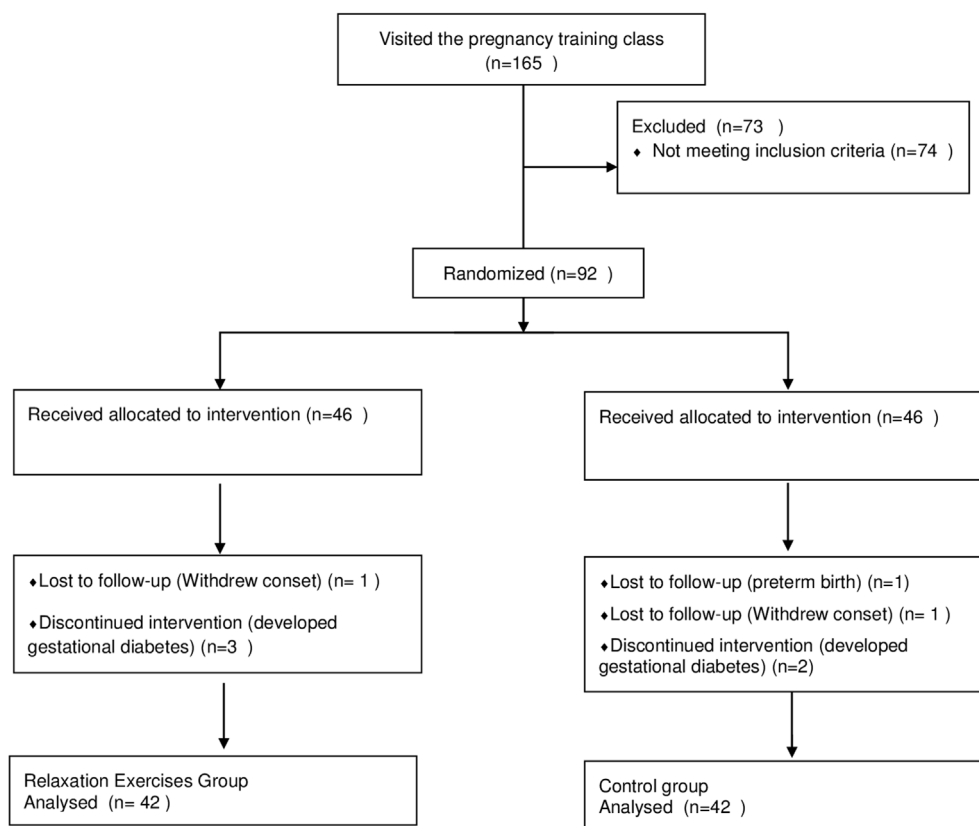 Visited the pregnancy training class
(n=165 )
Excluded (n=73 )
♦ Not meeting inclusion criteria (n=74 )
Randomized (n=92 )
Received allocated to intervention (n=46 )
Received allocated to intervention (n=46 )
♦Lost to follow-up (Withdrew conset) (n= 1 )
♦Discontinued intervention (developed
gestational diabetes) (n=3 )
♦Lost to follow-up (preterm birth) (n=1)
♦Lost to follow-up (Withdrew conset) (n= 1 )
♦Discontinued intervention (developed
gestational diabetes) (n=2)
Relaxation Exercises Group
Analysed (n= 42 )
Control group
Analysed (n=42 )